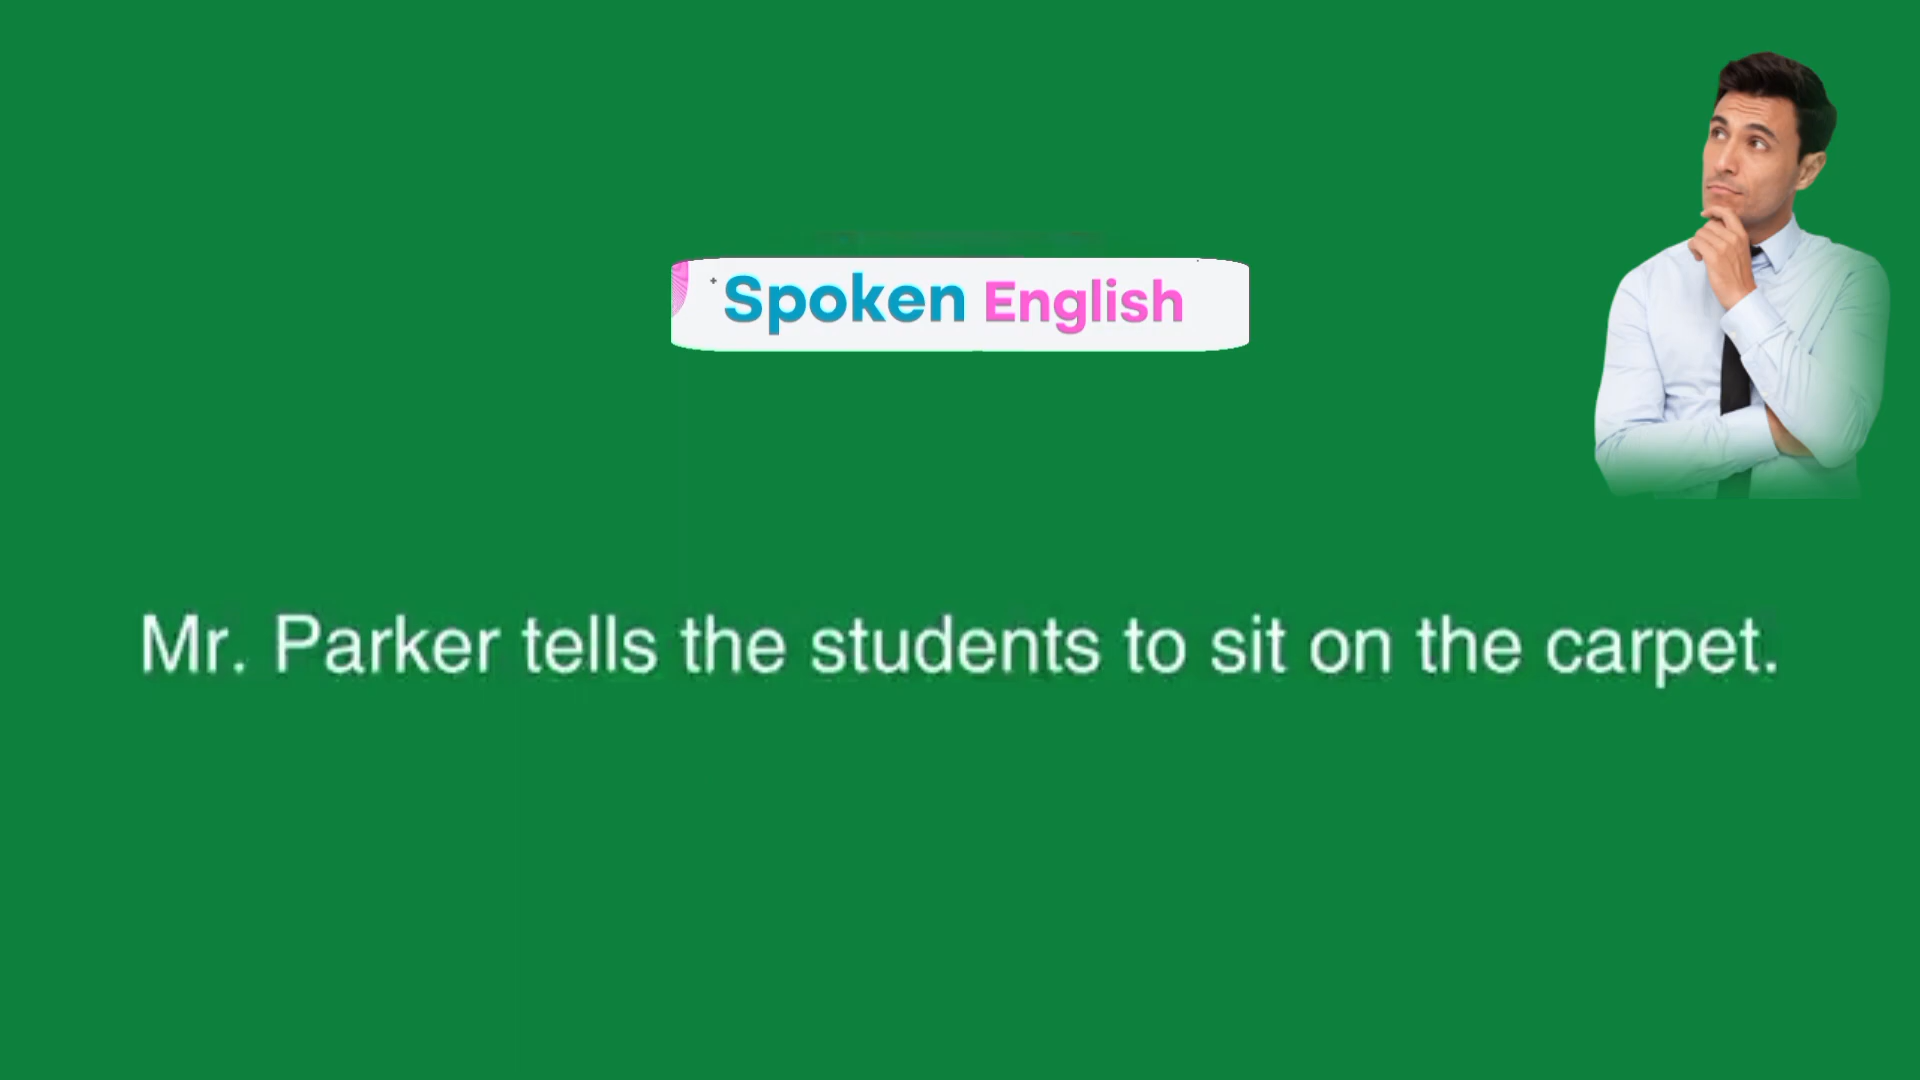 Spoken English
Mr. Parker tells the students to sit on the carpet.